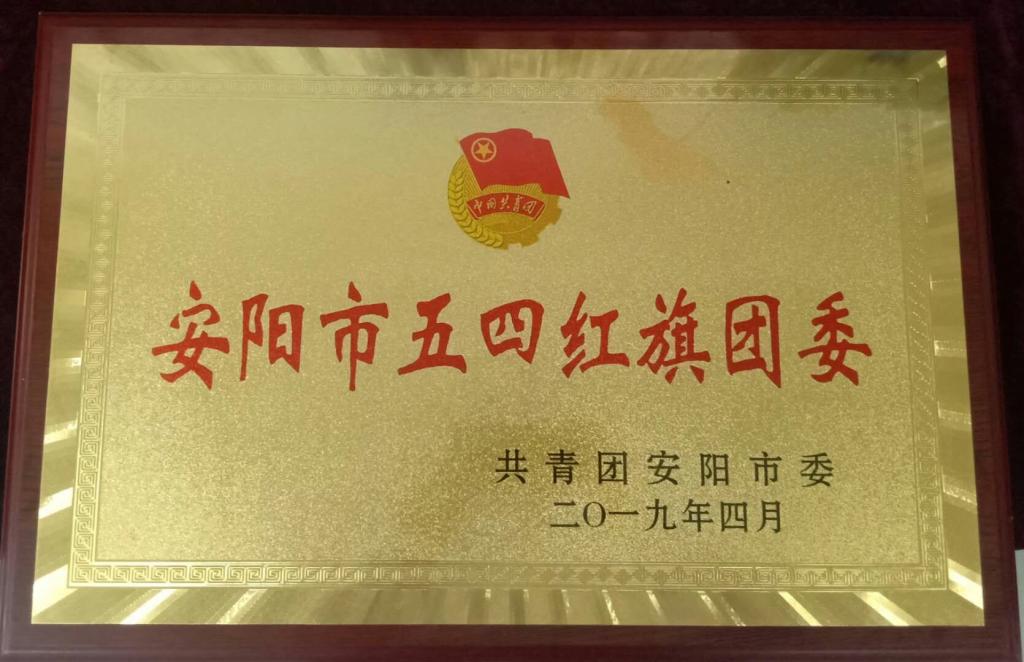 中国共青团
安阳市五四红旗团委
共青团安阳市委
二〇一九年四月